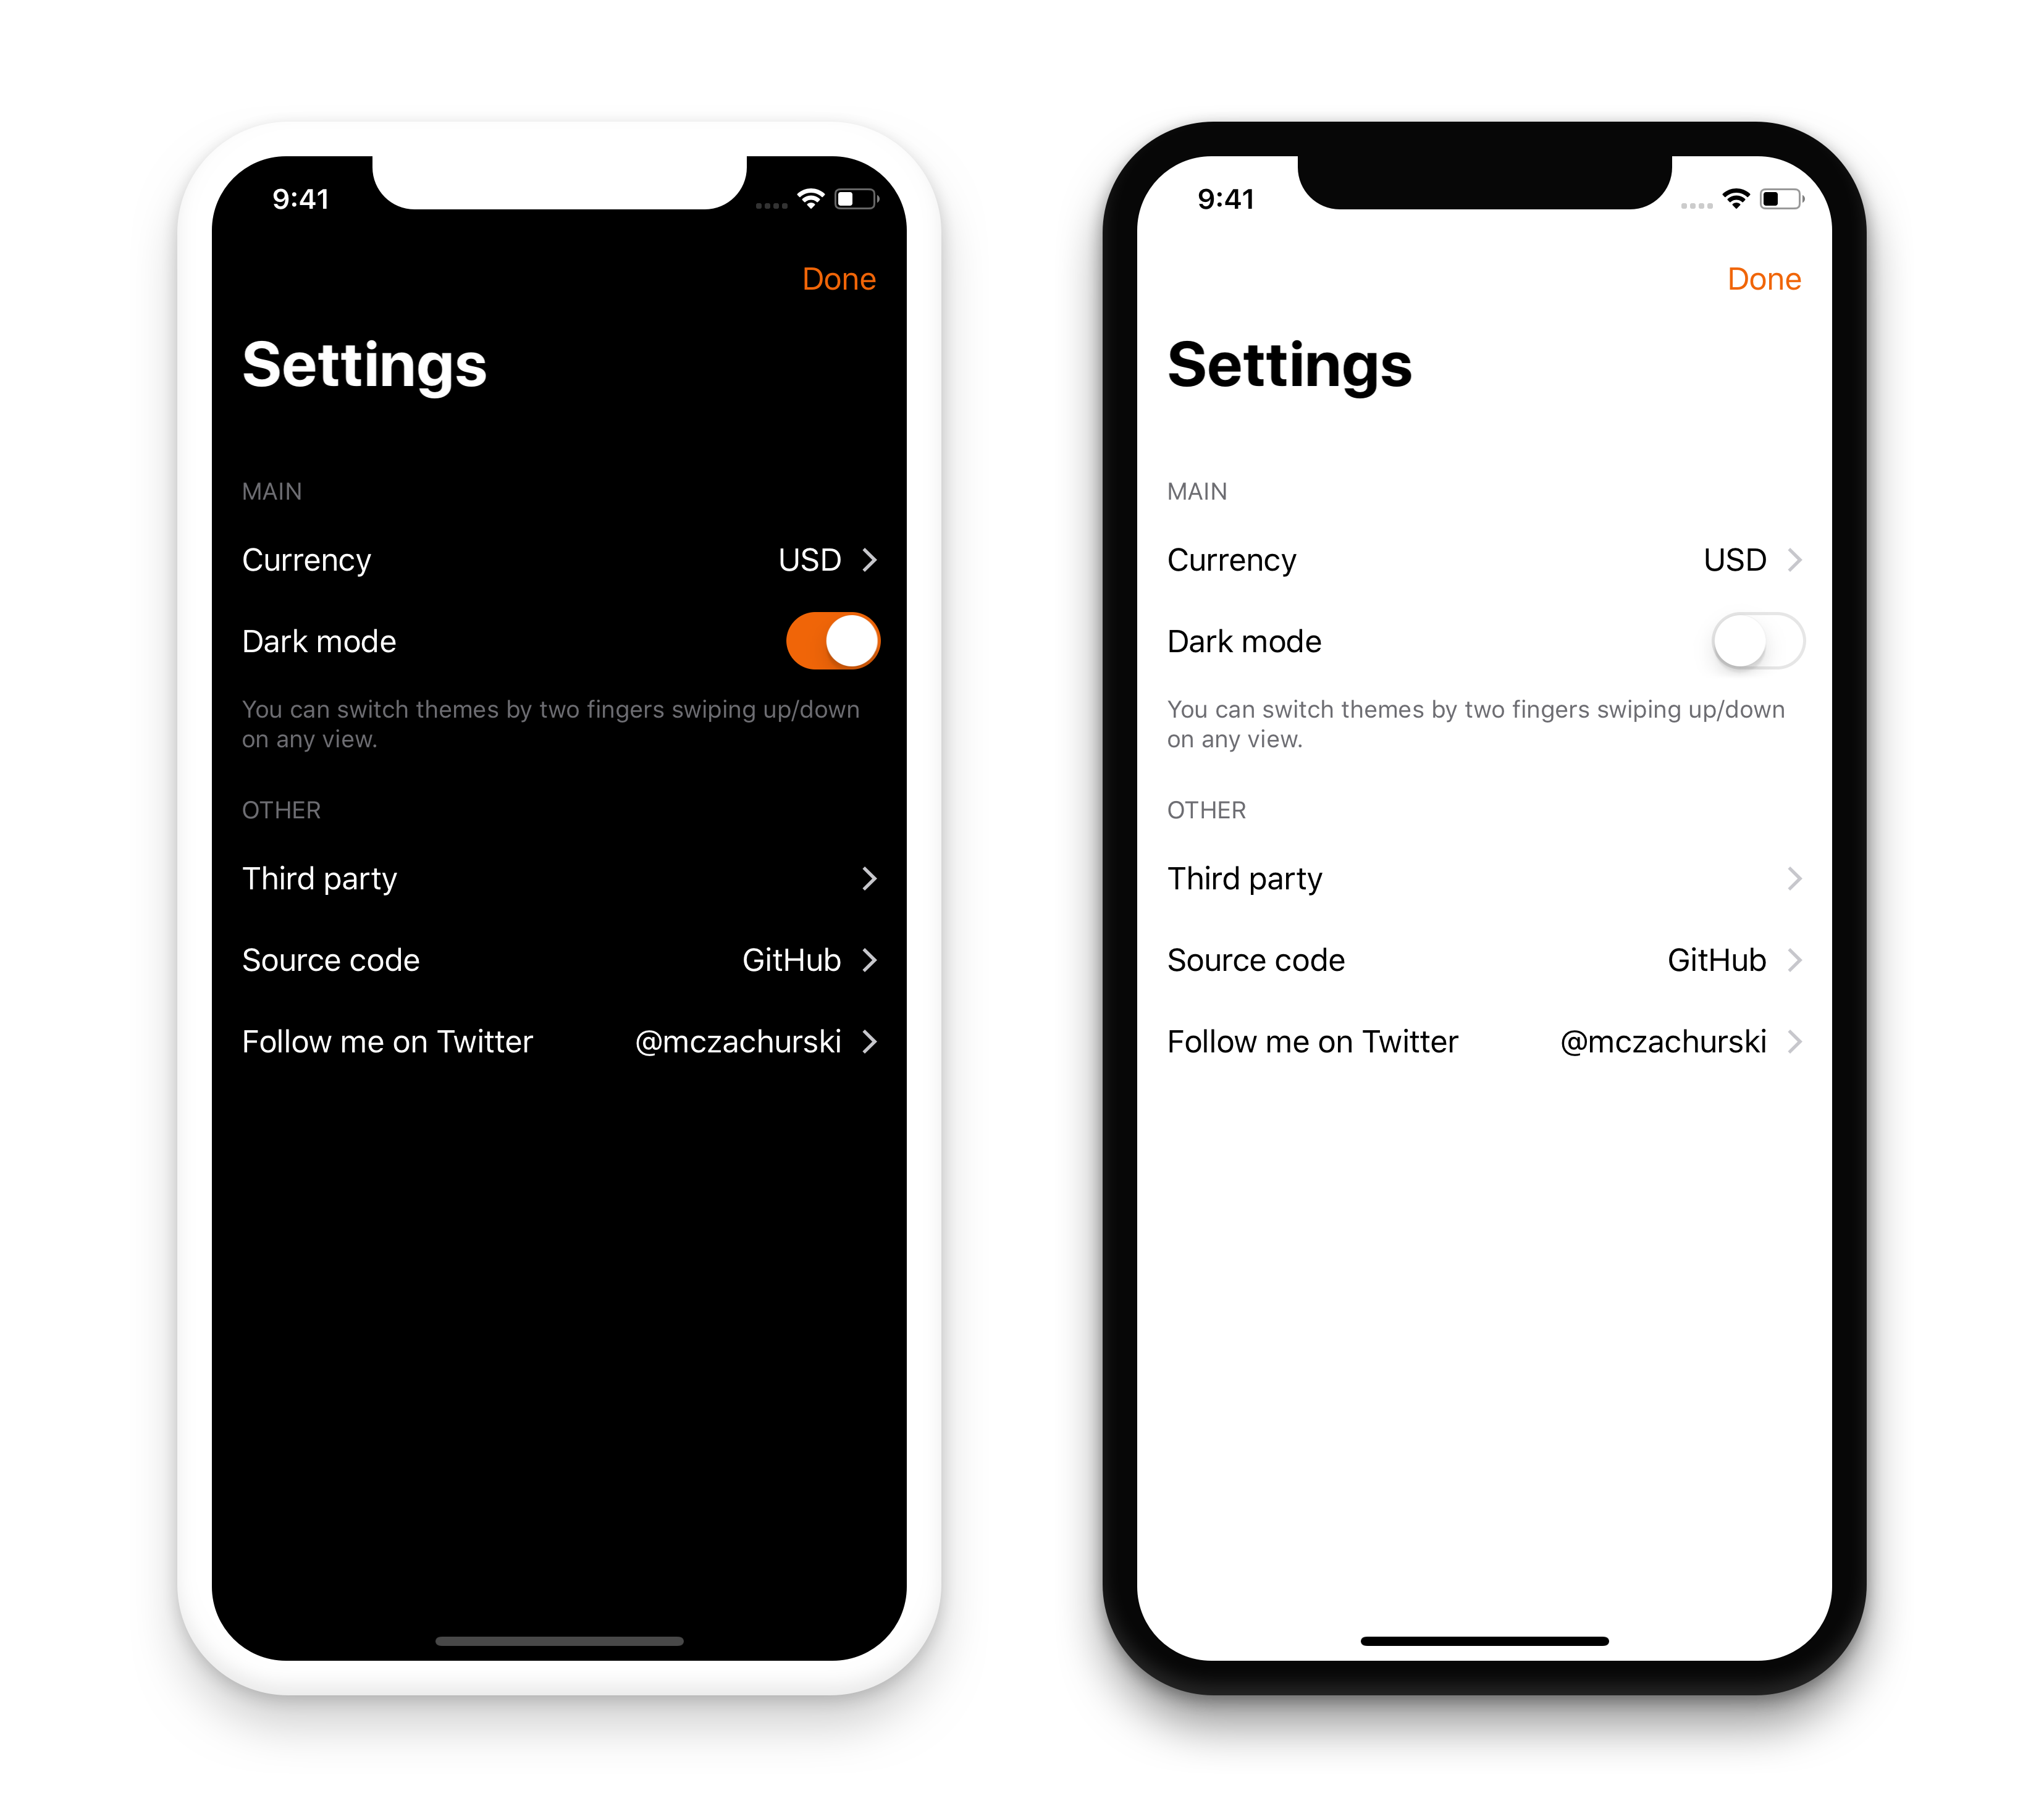 9:41
Done
Settings
MAIN
Currency USD
Dark mode
You can switch themes by two fingers swiping up/down
on any view.
OTHER
Third party
Source code GitHub
Follow me on Twitter @mczachurski
9:41
Done
Settings
MAIN
Currency USD
Dark mode
You can switch themes by two fingers swiping up/down
on any view.
OTHER
Third party
Source code GitHub
Follow me on Twitter @mczachurski